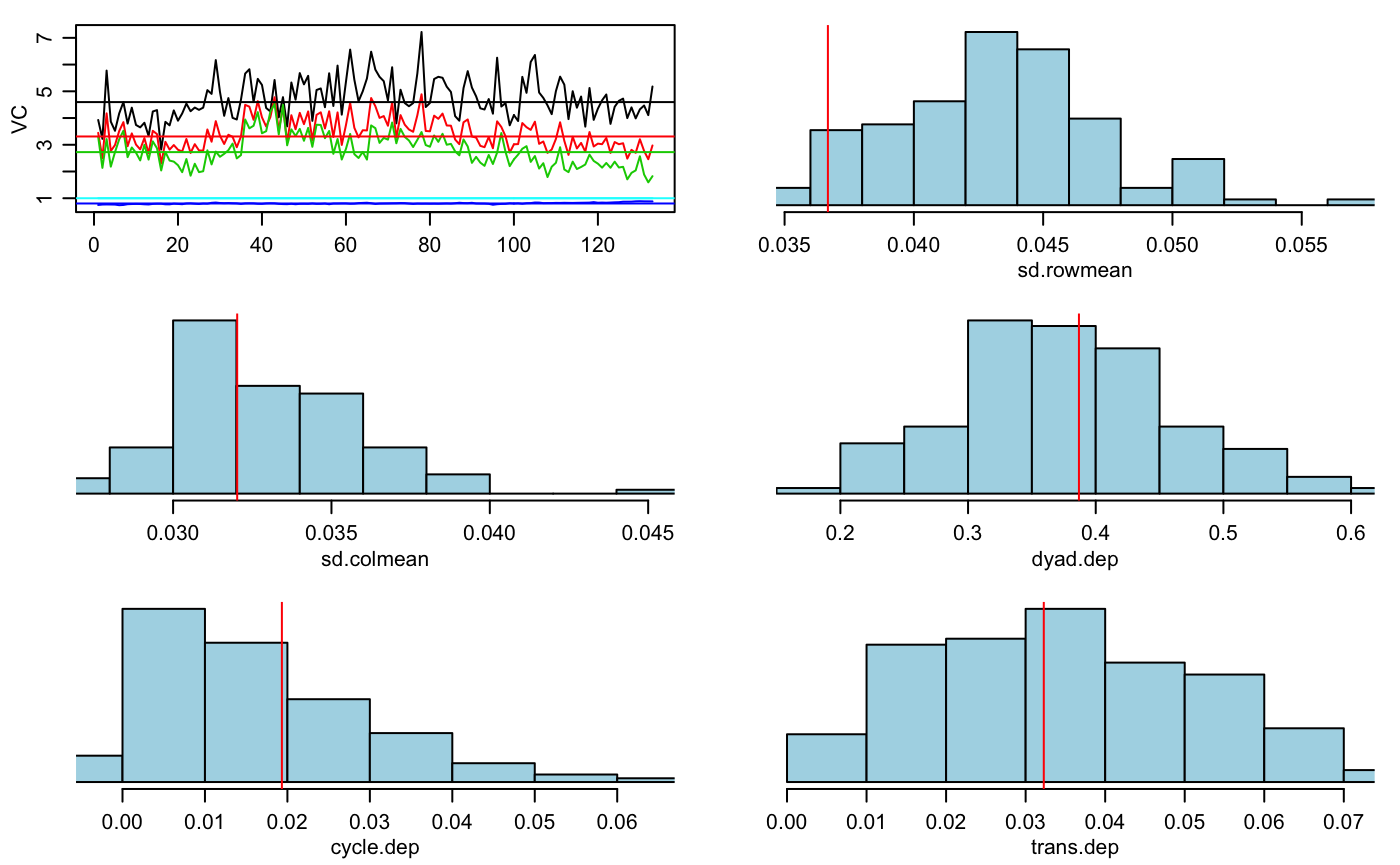 7
5
3
1
VC
0 20 40 60 80 100 120
0.035 0.040 0.045 0.050 0.055
sd.rowmean
0.030 0.035 0.040 0.045
sd.colmean
0.2 0.3 0.4 0.5 0.6
dyad.dep
0.00 0.01 0.02 0.03 0.04 0.05 0.06
cycle.dep
0.00 0.01 0.02 0.03 0.04 0.05 0.06 0.07
trans.dep